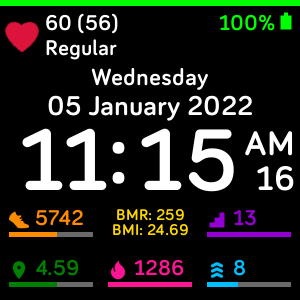 60 (56) 100%
Regular
Wednesday
05 January 2022
11:15 AM
16
5742 BMR: 259 13
BMI: 24.69
4.59 1286 8